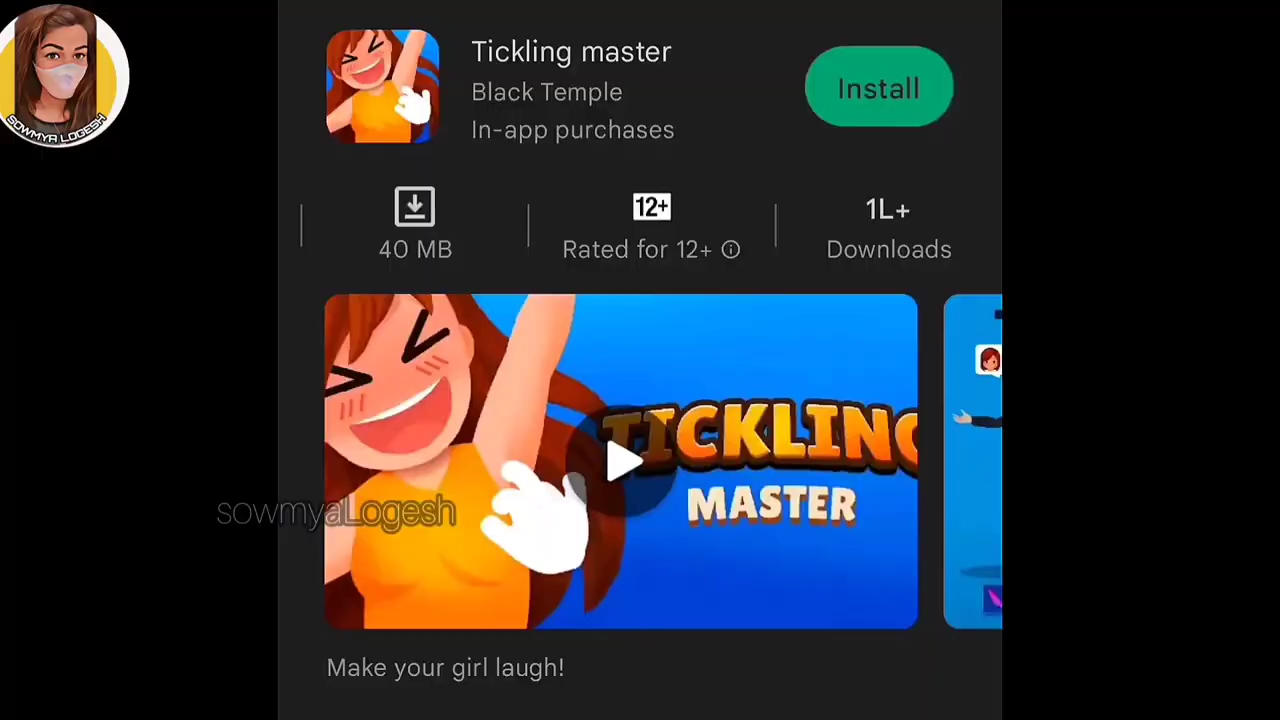 SOWMYA LOGESH
Tickling master
Install
Black Temple
In-app purchases
12+
1L+
40 MB
Rated for 12+
Downloads
TICKLING
MASTER
sowmyaLogesh
Make your girl laugh!